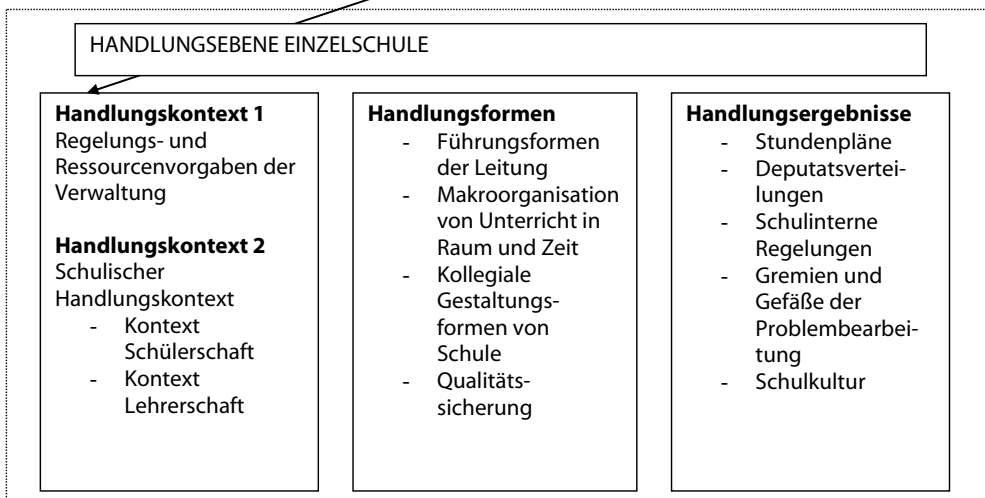 HANDLUNGSEBENE EINZELSCHULE
Handlungskontext 1
Regelungs- und
Ressourcenvorgaben der
Verwaltung
Handlungskontext 2
Schulischer
Handlungskontext
- Kontext
Schülerschaft
- Kontext
Lehrerschaft
Handlungsformen
- Führungsformen
der Leitung
- Makroorganisation
von Unterricht in
Raum und Zeit
- Kollegiale
Gestaltungs-
formen von
Schule
- Qualitäts-
sicherung
Handlungsergebnisse
- Stundenpläne
- Deputatsvertei-
lungen
- Schulinterne
Regelungen
- Gremien und
Gefäße der
Problembearbei-
tung
- Schulkultur